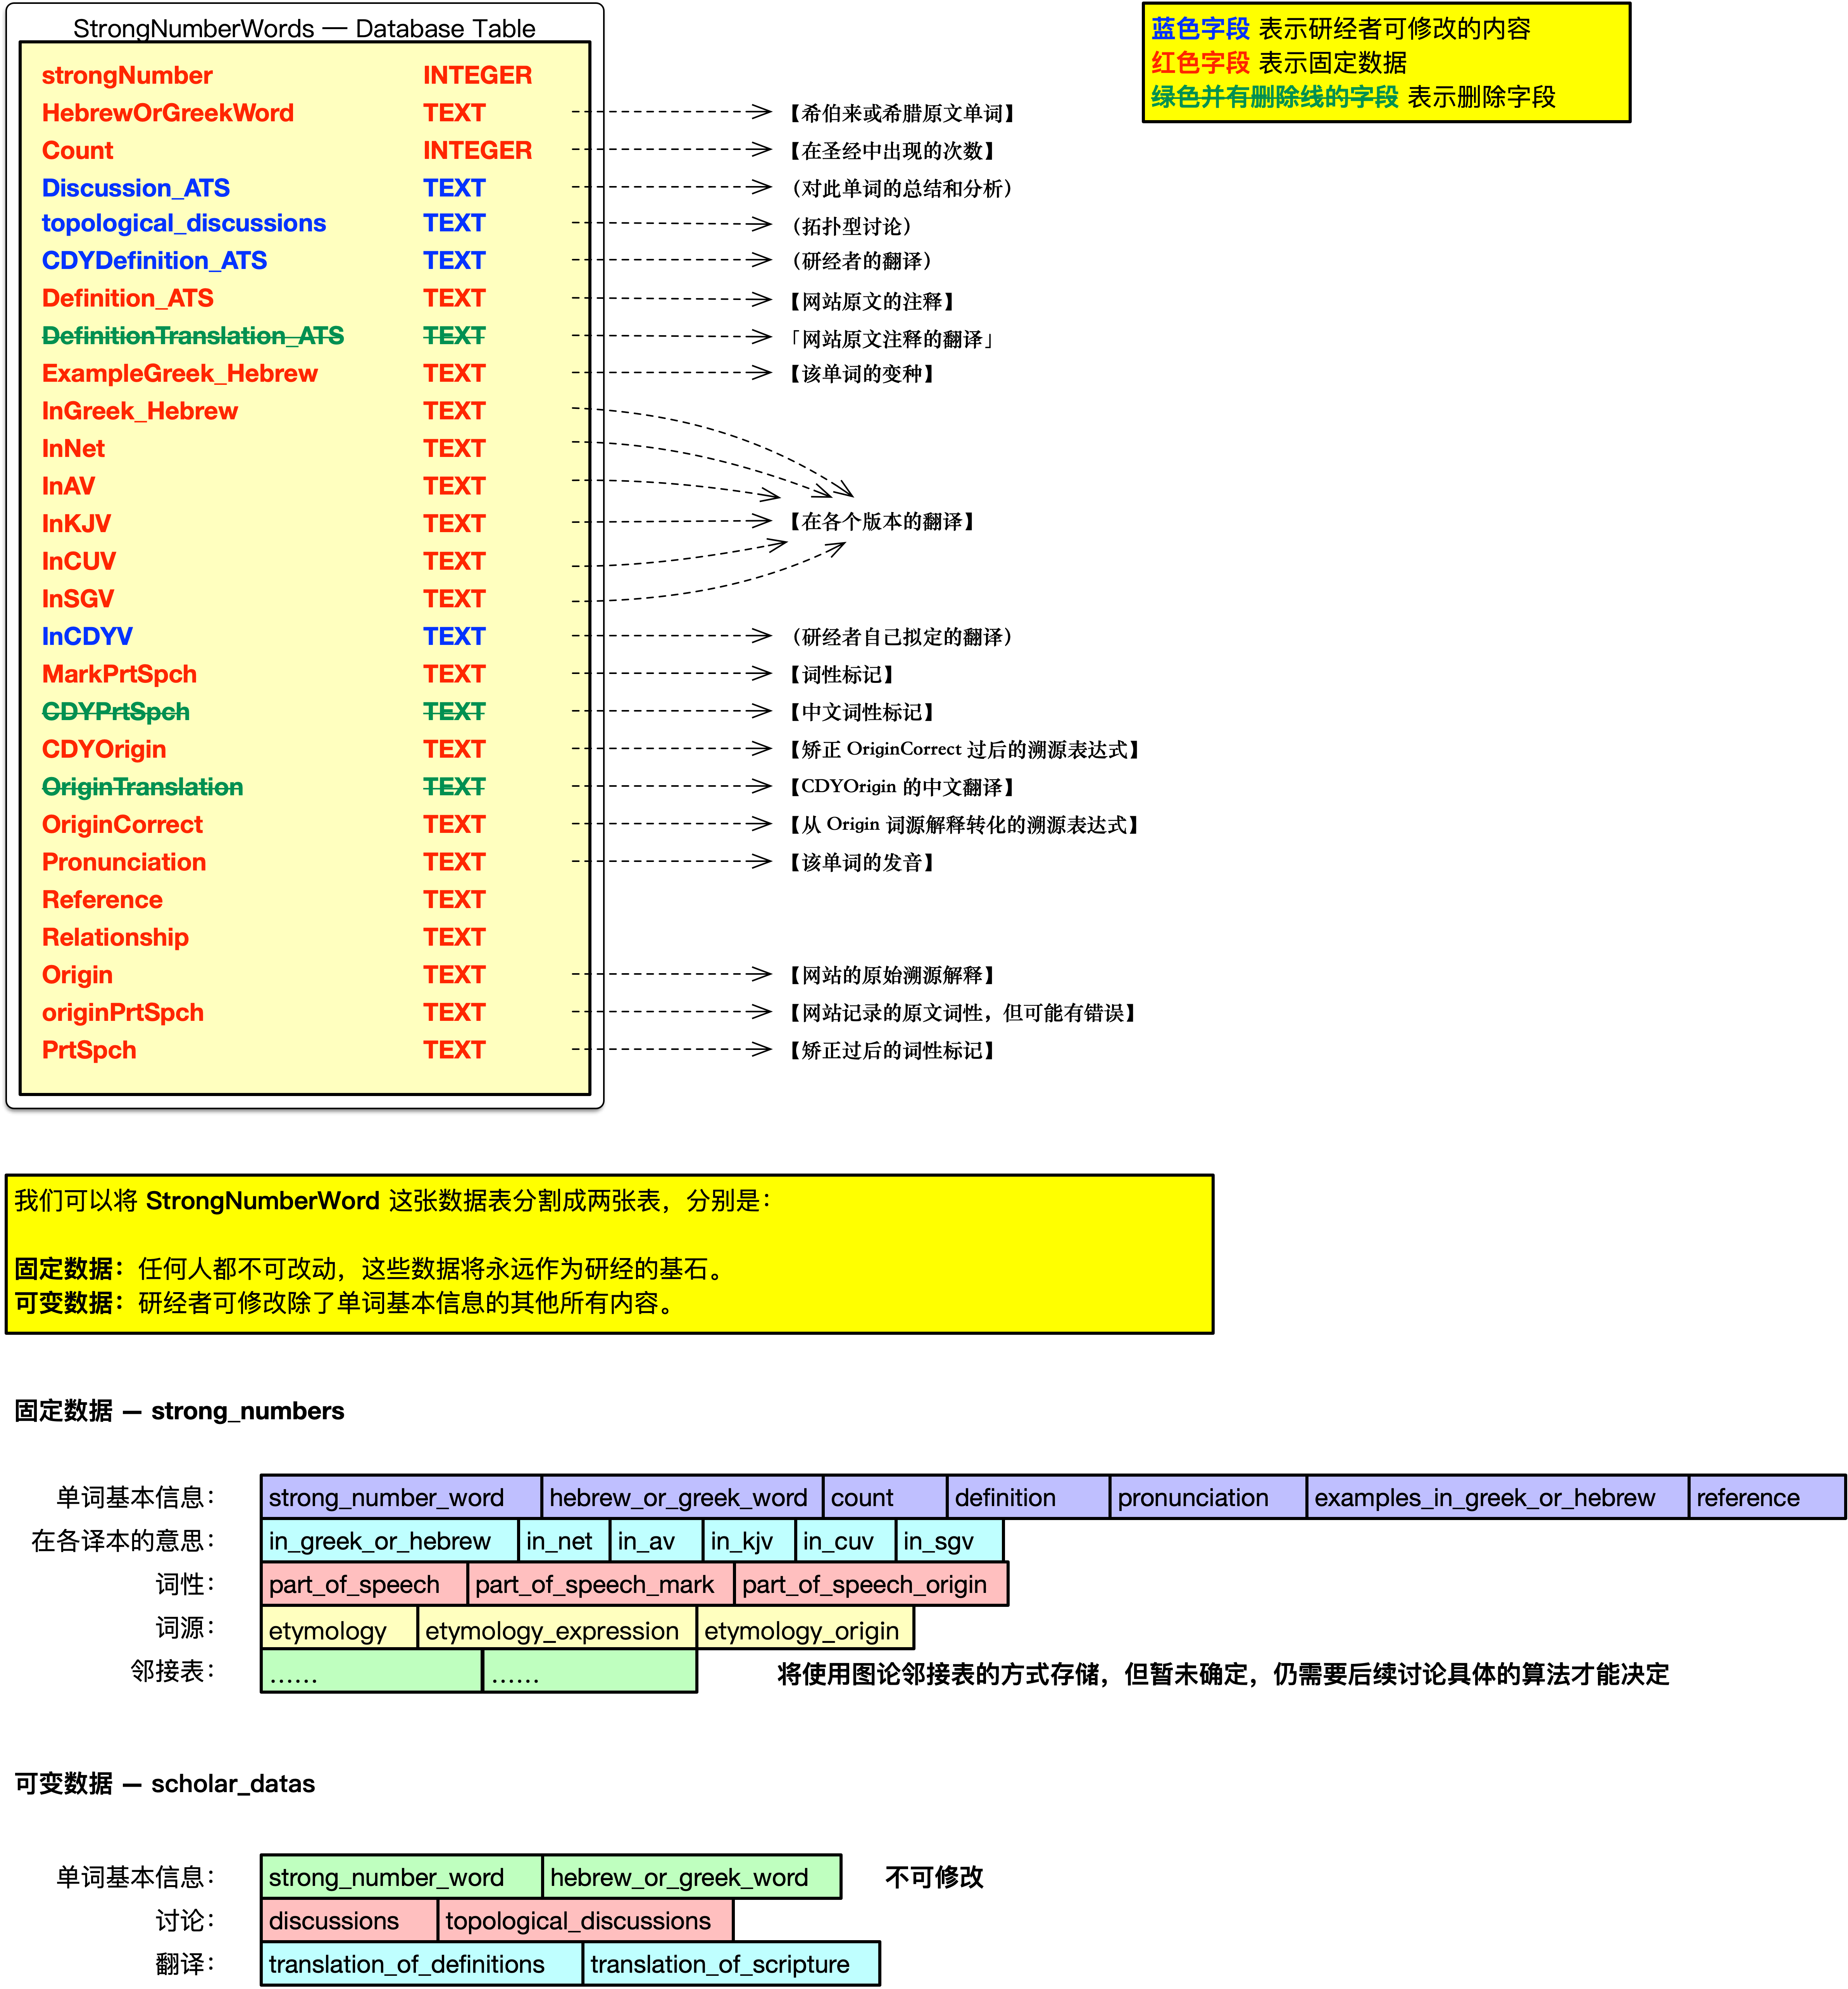 StrongNumberWords — Database Table
strongNumber INTEGER
HebrewOrGreekWord TEXT 【希伯来或希腊原文单词】
Count INTEGER 【在圣经中出现的次数】
Discussion_ATS TEXT （对此单词的总结和分析）
topological_discussions TEXT （拓扑型讨论）
CDYDefinition_ATS TEXT （研经者的翻译）
Definition_ATS TEXT 【网站原文的注释】
DefinitionTranslation_ATS TEXT 「网站原文注释的翻译」
ExampleGreek_Hebrew TEXT 【该单词的变种】
InGreek_Hebrew TEXT
InNet TEXT
InAV TEXT
InKJV TEXT 【在各个版本的翻译】
InCUV TEXT
InSGV TEXT
InCDYV TEXT （研经者自己拟定的翻译）
MarkPrtSpch TEXT 【词性标记】
CDYPrtSpch TEXT 【中文词性标记】
CDYOrigin TEXT 【矫正 OriginCorrect 过后的溯源表达式】
OriginTranslation TEXT 【CDYOrigin 的中文翻译】
OriginCorrect TEXT 【从 Origin 词源解释转化的溯源表达式】
Pronunciation TEXT 【该单词的发音】
Reference TEXT
Relationship TEXT
Origin TEXT 【网站的原始溯源解释】
originPrtSpch TEXT 【网站记录的原文词性，但可能有错误】
PrtSpch TEXT 【矫正过后的词性标记】
蓝色字段 表示研经者可修改的内容
红色字段 表示固定数据
绿色并有删除线的字段 表示删除字段
我们可以将 StrongNumberWord 这张数据表分割成两张表，分别是：
固定数据：任何人都不可改动，这些数据将永远作为研经的基石。
可变数据：研经者可修改除了单词基本信息的其他所有内容。
固定数据 — strong_numbers
单词基本信息： strong_number_word hebrew_or_greek_word count definition pronunciation examples_in_greek_or_hebrew reference
在各译本的意思： in_greek_or_hebrew in_net in_av in_kjv in_cuv in_sgv
词性： part_of_speech part_of_speech_mark part_of_speech_origin
词源： etymology etymology_expression etymology_origin
邻接表： …… …… 将使用图论邻接表的方式存储，但暂未确定，仍需要后续讨论具体的算法才能决定
可变数据 — scholar_datas
单词基本信息： strong_number_word hebrew_or_greek_word 不可修改
讨论： discussions topological_discussions
翻译： translation_of_definitions translation_of_scripture